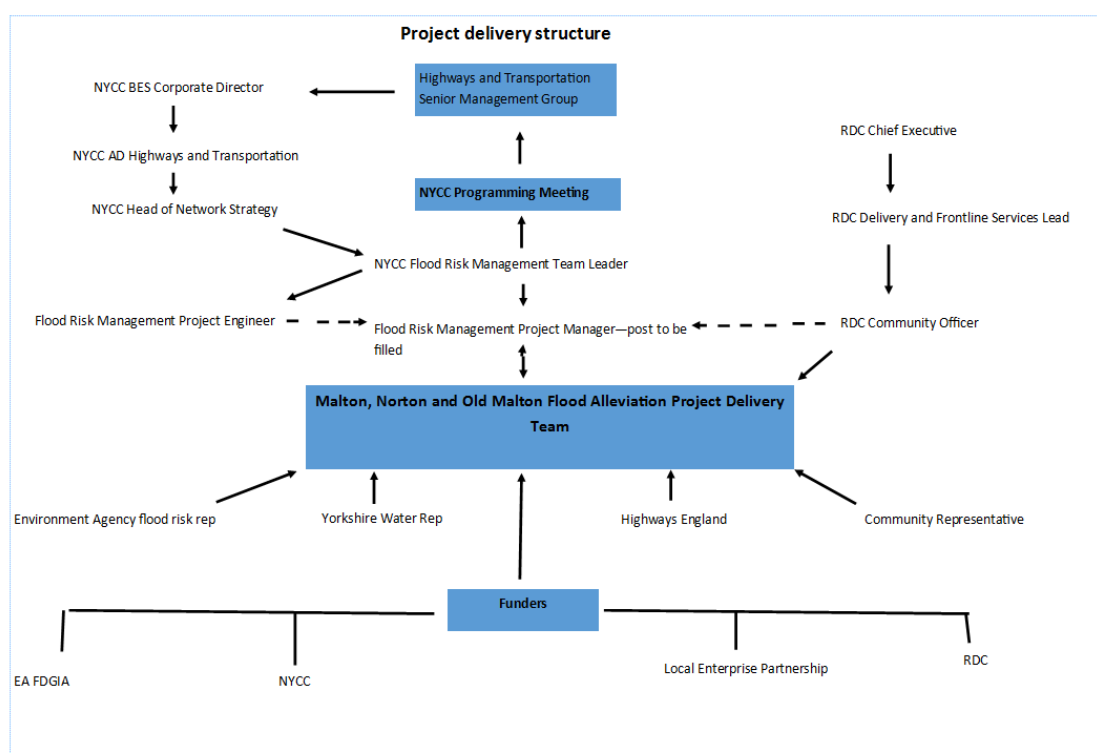 Project delivery structure
Highways and Transportation
Senior Management Group
NYCC BES Corporate Director
RDC Chief Executive
NYCC AD Highways and Transportation
NYCC Programming Meeting
NYCC Head of Network Strategy
RDC Delivery and Frontline Services Lead
NYCC Flood Risk Management Team Leader
Flood Risk Management Project Engineer
Flood Risk Management Project Manager—post to be
filled
RDC Community Officer
Malton, Norton and Old Malton Flood Alleviation Project Delivery
Team
Environment Agency flood risk rep
Yorkshire Water Rep
Highways England
Community Representative
Funders
EA FDGIA
NYCC
Local Enterprise Partnership
RDC